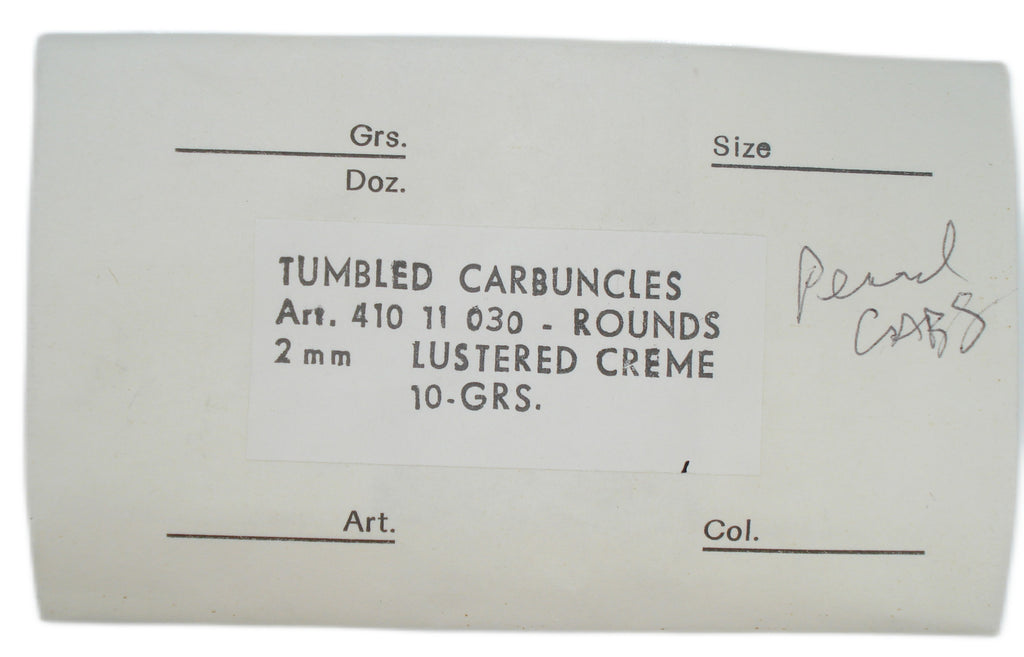 Grs.
Doz.
Size
TUMBLED CARBUNCLES
Art. 410 11 030 - ROUNDS
2 mm LUSTERED CREME
10-GRS.
Pearl
CABS
Art.
Col.